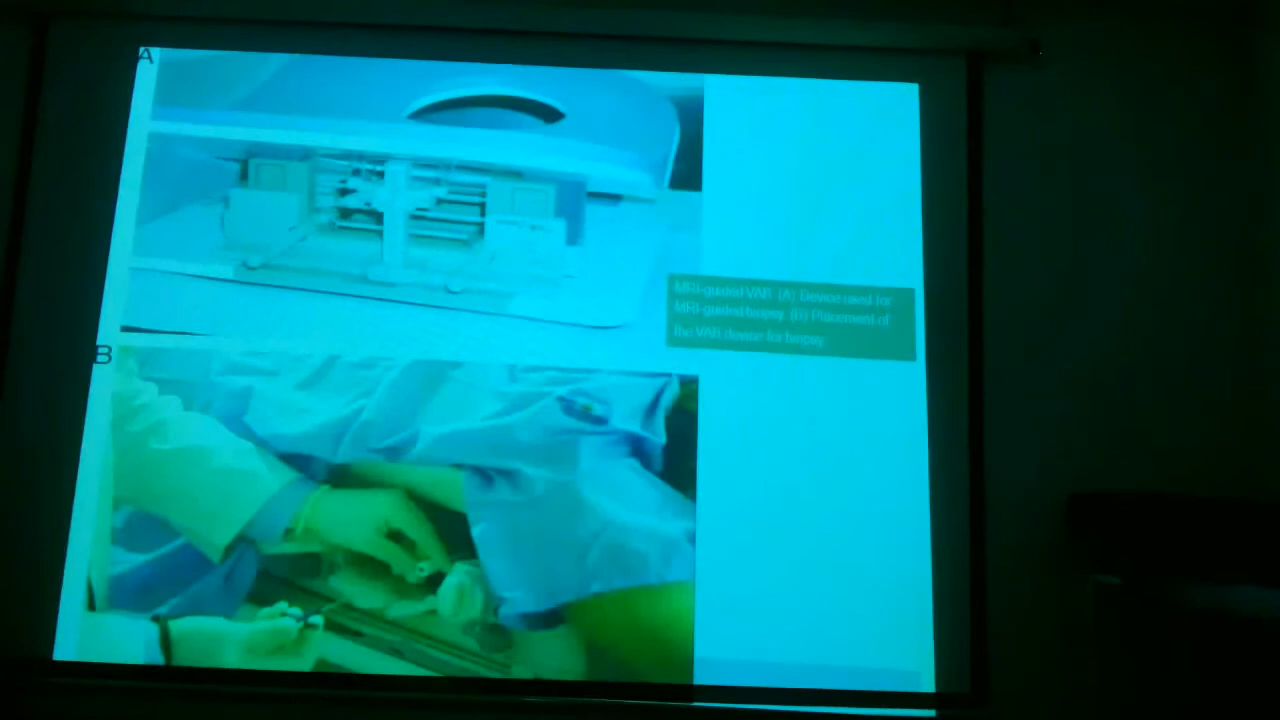 A
MRI-guided VAB. (A) Device used for
MRI-guided biopsy. (B) Placement of
the VAB device for biopsy.
B